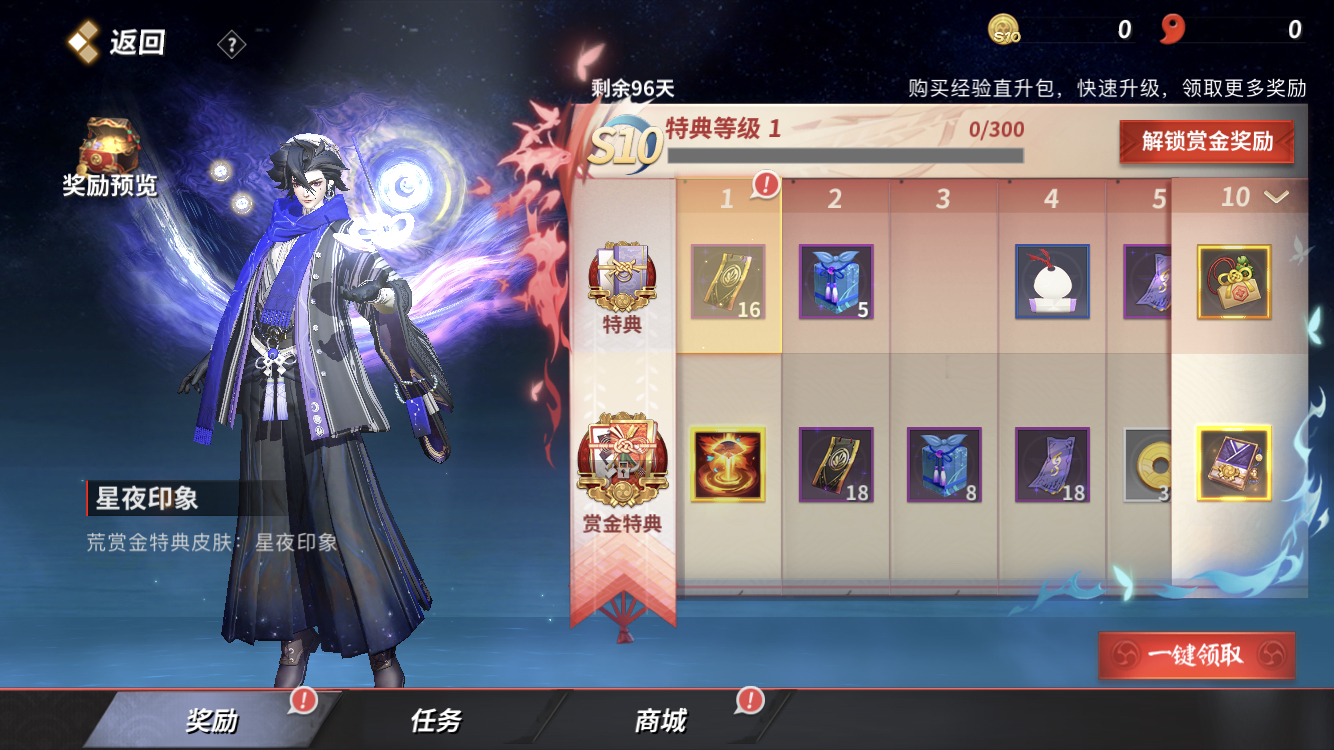 返回
?
S10
0
0
剩余96天
购买经验直升包，快速升级，领取更多奖励
奖励预览
S10
特典等级 1
0/300
解锁赏金奖励
1
!
2
3
4
5
10
16
5
特典
18
8
18
3
赏金特典
星夜印象
荒赏金特典皮肤：星夜印象
一键领取
奖励
!
任务
商城
!